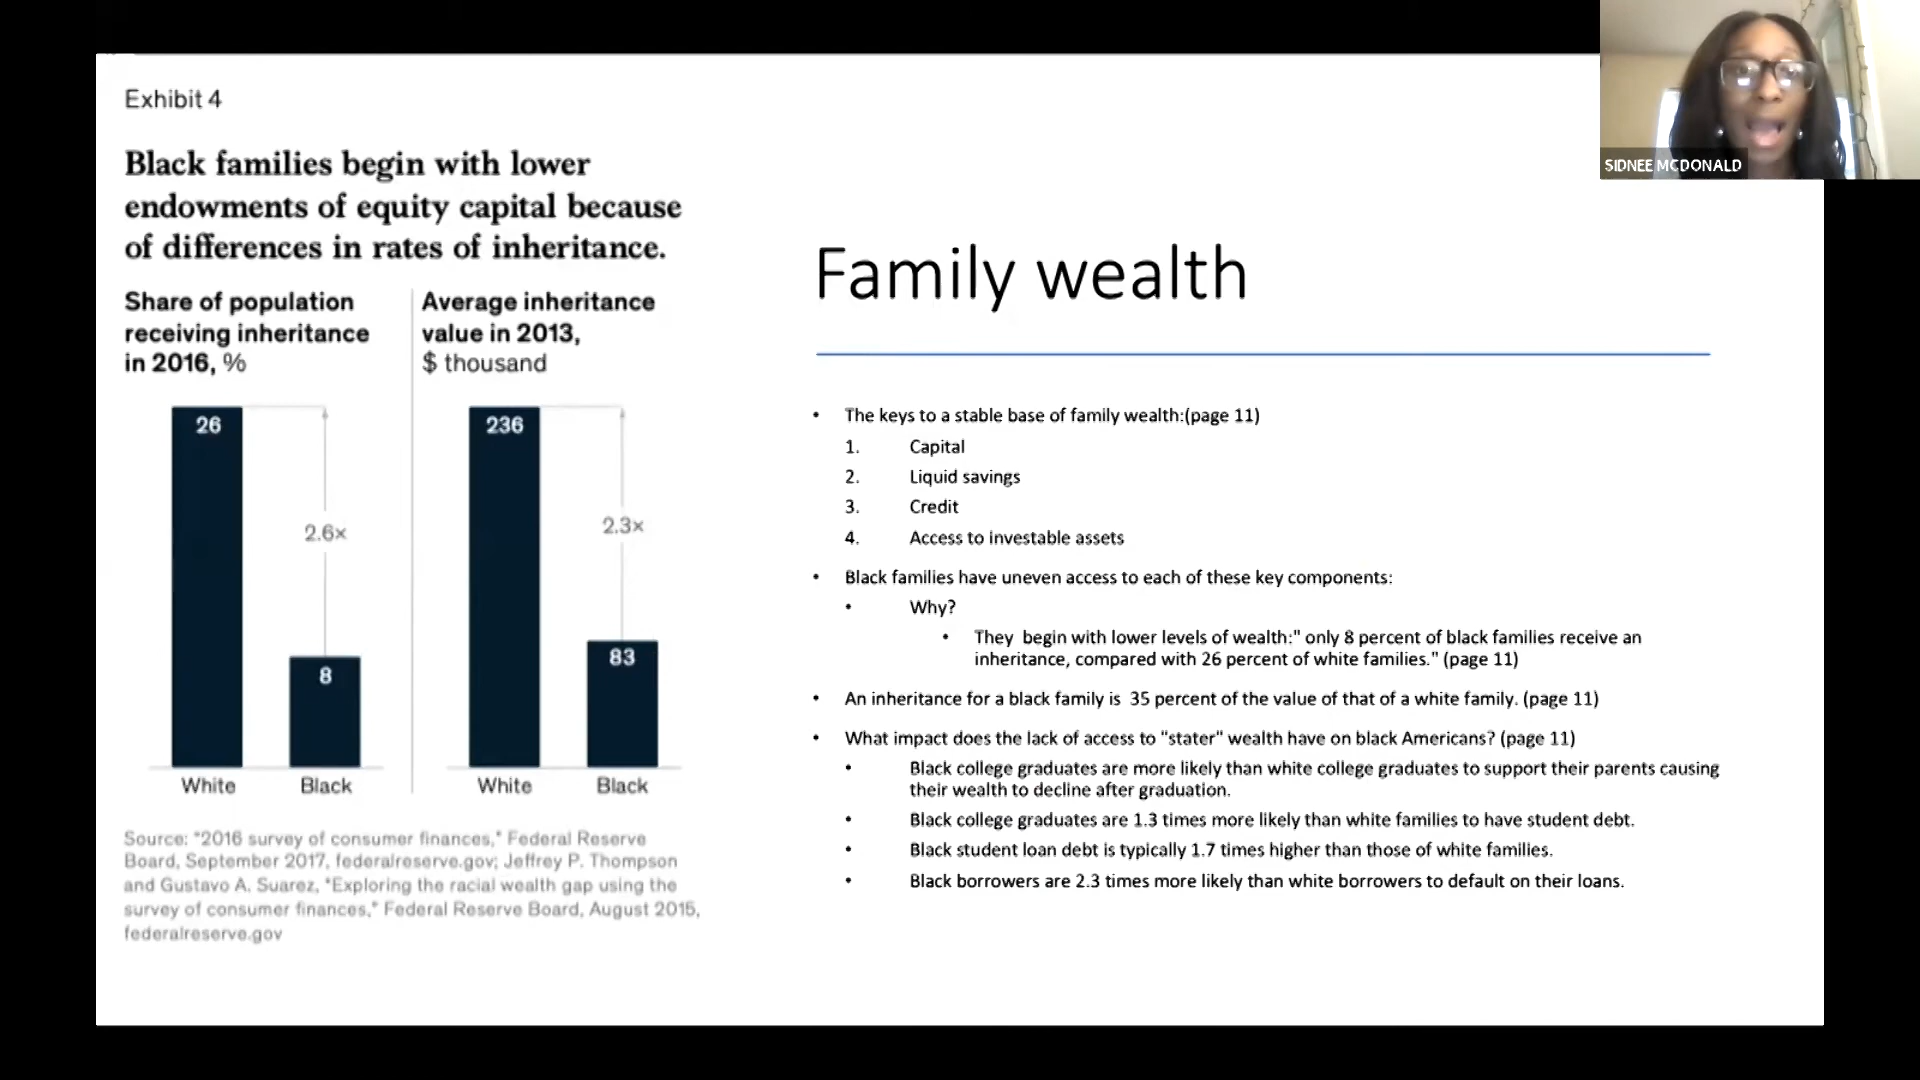 Exhibit 4
Black families begin with lower
endowments of equity capital because
of differences in rates of inheritance.
Share of population
receiving inheritance
in 2016, %
26
2.6×
8
White Black
Average inheritance
value in 2013,
$ thousand
236
2.3×
83
White Black
Source: "2016 survey of consumer finances," Federal Reserve
Board, September 2017, federalreserve.gov; Jeffrey P. Thompson
and Gustavo A. Suarez, "Exploring the racial wealth gap using the
survey of consumer finances," Federal Reserve Board, August 2015,
federalreserve.gov
Family wealth
• The keys to a stable base of family wealth:(page 11)
1. Capital
2. Liquid savings
3. Credit
4. Access to investable assets
• Black families have uneven access to each of these key components:
• Why?
• They begin with lower levels of wealth:" only 8 percent of black families receive an
inheritance, compared with 26 percent of white families." (page 11)
• An inheritance for a black family is 35 percent of the value of that of a white family. (page 11)
• What impact does the lack of access to "stater" wealth have on black Americans? (page 11)
• Black college graduates are more likely than white college graduates to support their parents causing
their wealth to decline after graduation.
• Black college graduates are 1.3 times more likely than white families to have student debt.
• Black student loan debt is typically 1.7 times higher than those of white families.
• Black borrowers are 2.3 times more likely than white borrowers to default on their loans.
SIDNEE MCDONALD